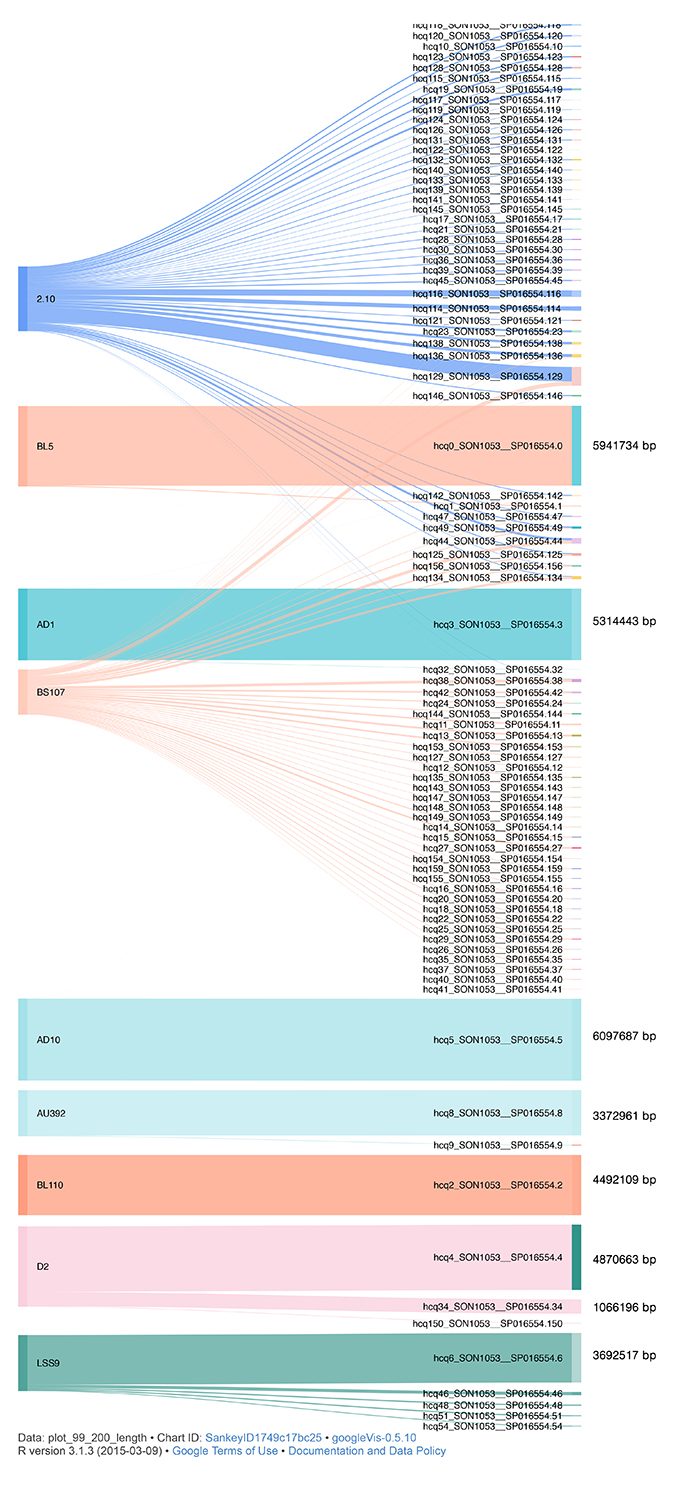 hcq118_SON1053__SP016554.118
hcq120_SON1053__SP016554.120
hcq10_SON1053__SP016554.10
hcq123_SON1053__SP016554.123
hcq128_SON1053__SP016554.128
hcq115_SON1053__SP016554.115
hcq19_SON1053__SP016554.19
hcq117_SON1053__SP016554.117
hcq119_SON1053__SP016554.119
hcq124_SON1053__SP016554.124
hcq126_SON1053__SP016554.126
hcq131_SON1053__SP016554.131
hcq122_SON1053__SP016554.122
hcq132_SON1053__SP016554.132
hcq140_SON1053__SP016554.140
hcq133_SON1053__SP016554.133
hcq139_SON1053__SP016554.139
hcq141_SON1053__SP016554.141
hcq145_SON1053__SP016554.145
hcq17_SON1053__SP016554.17
hcq21_SON1053__SP016554.21
hcq28_SON1053__SP016554.28
hcq30_SON1053__SP016554.30
hcq36_SON1053__SP016554.36
hcq39_SON1053__SP016554.39
hcq45_SON1053__SP016554.45
hcq116_SON1053__SP016554.116
2.10
hcq114_SON1053__SP016554.114
hcq121_SON1053__SP016554.121
hcq23_SON1053__SP016554.23
hcq138_SON1053__SP016554.138
hcq136_SON1053__SP016554.136
hcq129_SON1053__SP016554.129
hcq146_SON1053__SP016554.146
BL5 hcq0_SON1053__SP016554.0 5941734 bp
hcq142_SON1053__SP016554.142
hcq1_SON1053__SP016554.1
hcq47_SON1053__SP016554.47
hcq49_SON1053__SP016554.49
hcq44_SON1053__SP016554.44
hcq125_SON1053__SP016554.125
hcq156_SON1053__SP016554.156
hcq134_SON1053__SP016554.134
AD1 hcq3_SON1053__SP016554.3 5314443 bp
hcq32_SON1053__SP016554.32
hcq38_SON1053__SP016554.38
BS107 hcq42_SON1053__SP016554.42
hcq24_SON1053__SP016554.24
hcq144_SON1053__SP016554.144
hcq11_SON1053__SP016554.11
hcq13_SON1053__SP016554.13
hcq153_SON1053__SP016554.153
hcq127_SON1053__SP016554.127
hcq12_SON1053__SP016554.12
hcq135_SON1053__SP016554.135
hcq143_SON1053__SP016554.143
hcq147_SON1053__SP016554.147
hcq148_SON1053__SP016554.148
hcq149_SON1053__SP016554.149
hcq14_SON1053__SP016554.14
hcq15_SON1053__SP016554.15
hcq27_SON1053__SP016554.27
hcq154_SON1053__SP016554.154
hcq159_SON1053__SP016554.159
hcq155_SON1053__SP016554.155
hcq16_SON1053__SP016554.16
hcq20_SON1053__SP016554.20
hcq18_SON1053__SP016554.18
hcq22_SON1053__SP016554.22
hcq25_SON1053__SP016554.25
hcq29_SON1053__SP016554.29
hcq26_SON1053__SP016554.26
hcq35_SON1053__SP016554.35
hcq37_SON1053__SP016554.37
hcq40_SON1053__SP016554.40
hcq41_SON1053__SP016554.41
AD10 hcq5_SON1053__SP016554.5 6097687 bp
AU392 hcq8_SON1053__SP016554.8 3372961 bp
hcq9_SON1053__SP016554.9
BL110 hcq2_SON1053__SP016554.2 4492109 bp
hcq4_SON1053__SP016554.4 4870663 bp
D2
hcq34_SON1053__SP016554.34 1066196 bp
hcq150_SON1053__SP016554.150
LSS9 hcq6_SON1053__SP016554.6 3692517 bp
hcq46_SON1053__SP016554.46
hcq48_SON1053__SP016554.48
hcq51_SON1053__SP016554.51
hcq54_SON1053__SP016554.54
Data: plot_99_200_length • Chart ID: SankeyID1749c17bc25 • googleVis-0.5.10
R version 3.1.3 (2015-03-09) • Google Terms of Use • Documentation and Data Policy